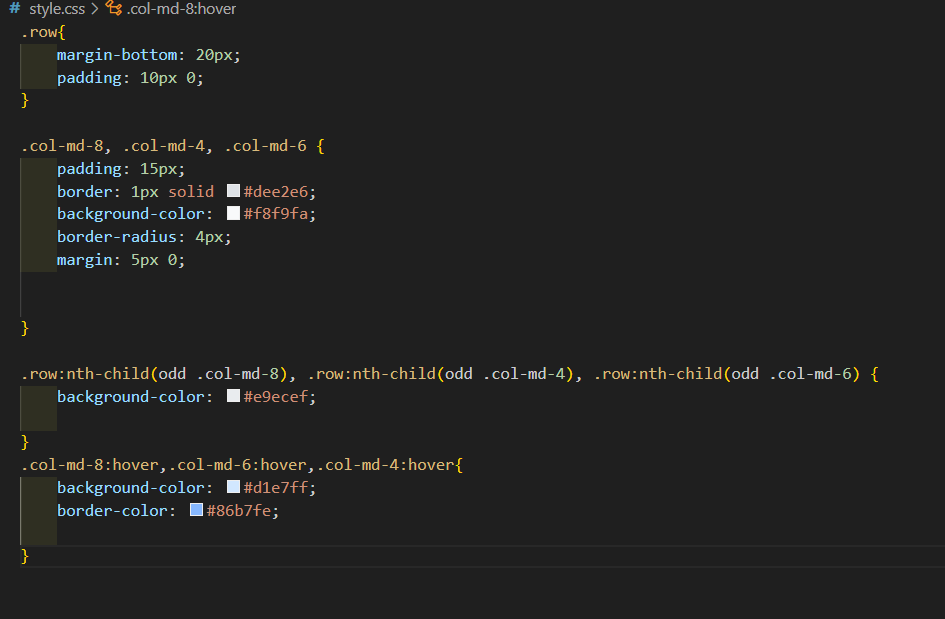 # style.css > .col-md-8:hover
.row{
margin-bottom: 20px;
padding: 10px 0;
}
.col-md-8, .col-md-4, .col-md-6 {
padding: 15px;
border: 1px solid #dee2e6;
background-color: #f8f9fa;
border-radius: 4px;
margin: 5px 0;
}
.row:nth-child(odd .col-md-8), .row:nth-child(odd .col-md-4), .row:nth-child(odd .col-md-6) {
background-color: #e9ecef;
}
.col-md-8:hover,.col-md-6:hover,.col-md-4:hover{
background-color: #d1e7ff;
border-color: #86b7fe;
}